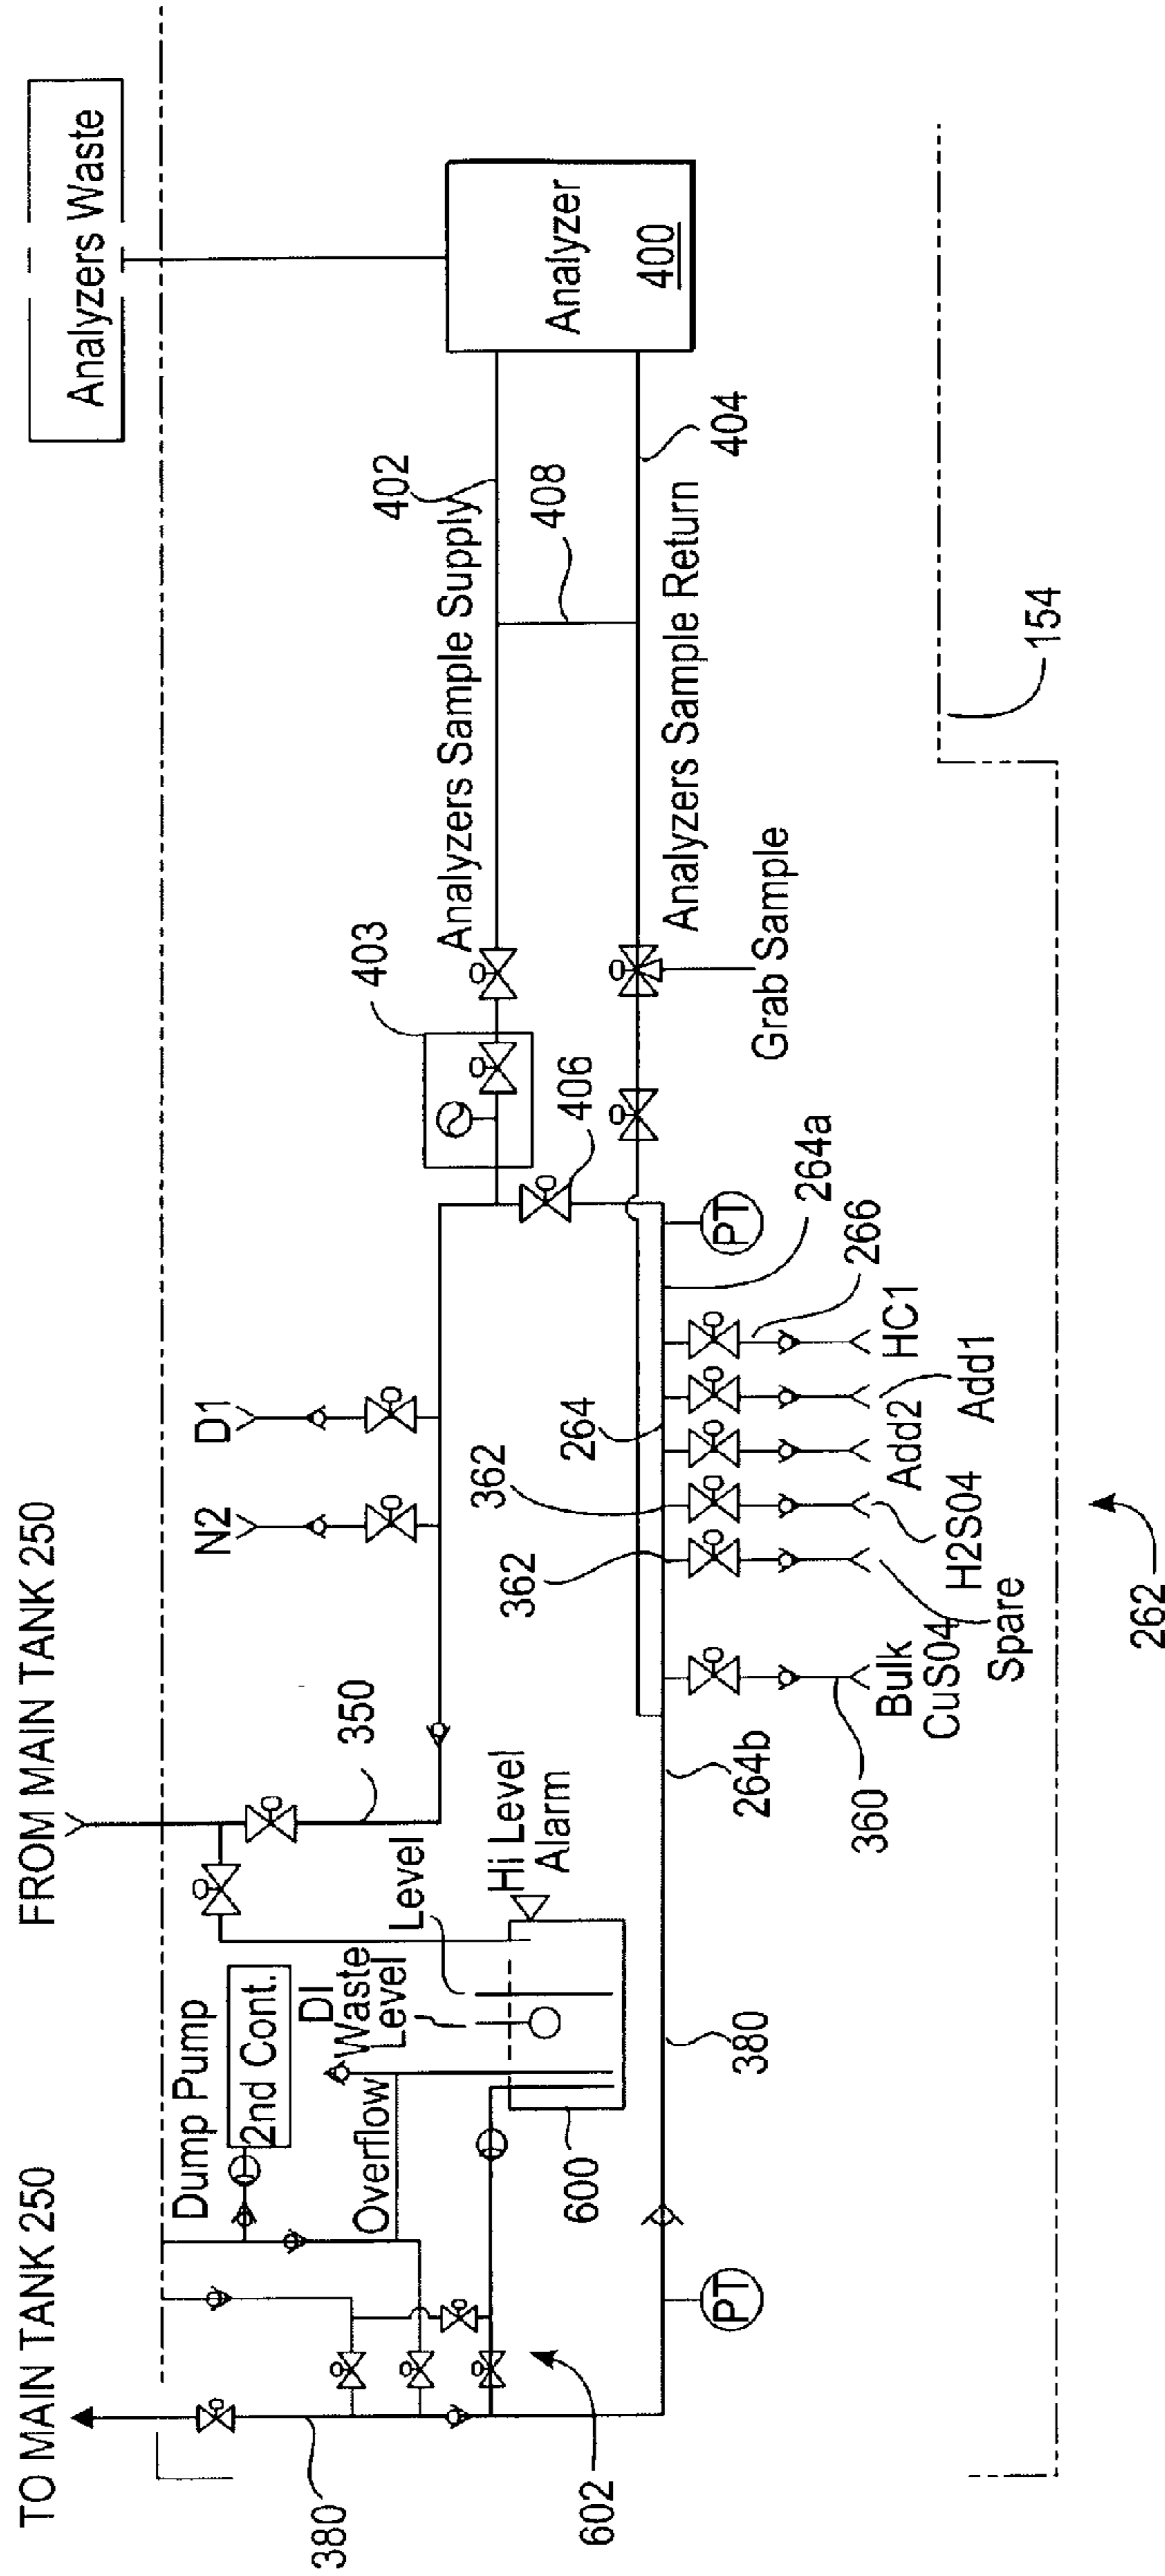 TO MAIN TANK 250
FROM MAIN TANK 250
Analyzers Waste
Dump Pump
2nd Cont.
N2
D1
380
Overflow
DI
Waste
Level
Level
350
403
402
Analyzers Sample Supply
Hi Level
Alarm
408
Analyzer
400
406
600
602
362
362
264
404
Analyzers Sample Return
Grab Sample
PT
380
264b
PT
264a
266
360
Bulk
CuS04
Spare
H2S04
Add2
Add1
HC1
154
262